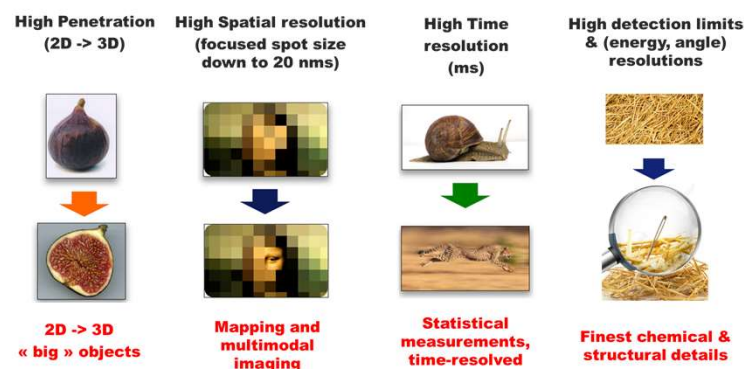 High Penetration
(2D -> 3D)
High Spatial resolution
(focused spot size
down to 20 nms)
High Time
resolution
(ms)
High detection limits
& (energy, angle)
resolutions
2D -> 3D
« big » objects
Mapping and
multimodal
imaging
Statistical
measurements,
time-resolved
Finest chemical &
structural details